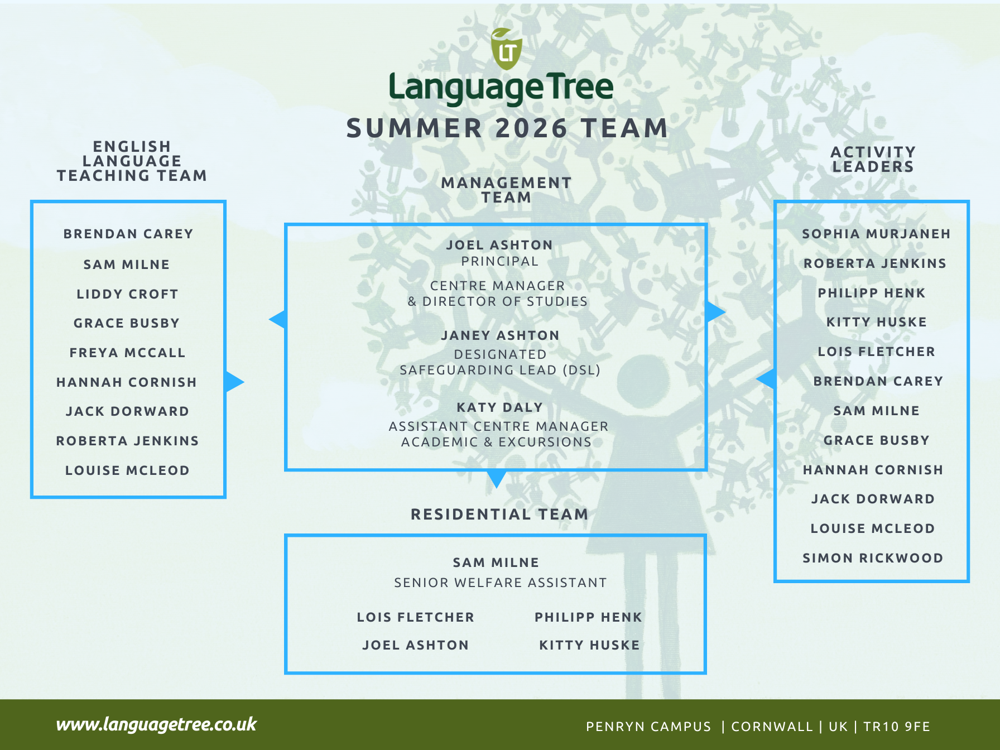 LT
LanguageTree
SUMMER 2026 TEAM
ENGLISH
LANGUAGE
TEACHING TEAM
BRENDAN CAREY
SAM MILNE
LIDDY CROFT
GRACE BUSBY
FREYA MCCALL
HANNAH CORNISH
JACK DORWARD
ROBERTA JENKINS
LOUISE MCLEOD
MANAGEMENT
TEAM
JOEL ASHTON
PRINCIPAL
CENTRE MANAGER
& DIRECTOR OF STUDIES
JANEY ASHTON
DESIGNATED
SAFEGUARDING LEAD (DSL)
KATY DALY
ASSISTANT CENTRE MANAGER
ACADEMIC & EXCURSIONS
RESIDENTIAL TEAM
SAM MILNE
SENIOR WELFARE ASSISTANT
LOIS FLETCHER
PHILIPP HENK
JOEL ASHTON
KITTY HUSKE
ACTIVITY
LEADERS
SOPHIA MURJANEH
ROBERTA JENKINS
PHILIPP HENK
KITTY HUSKE
LOIS FLETCHER
BRENDAN CAREY
SAM MILNE
GRACE BUSBY
HANNAH CORNISH
JACK DORWARD
LOUISE MCLEOD
SIMON RICKWOOD
www.languagetree.co.uk
PENRYN CAMPUS | CORNWALL | UK | TR10 9FE